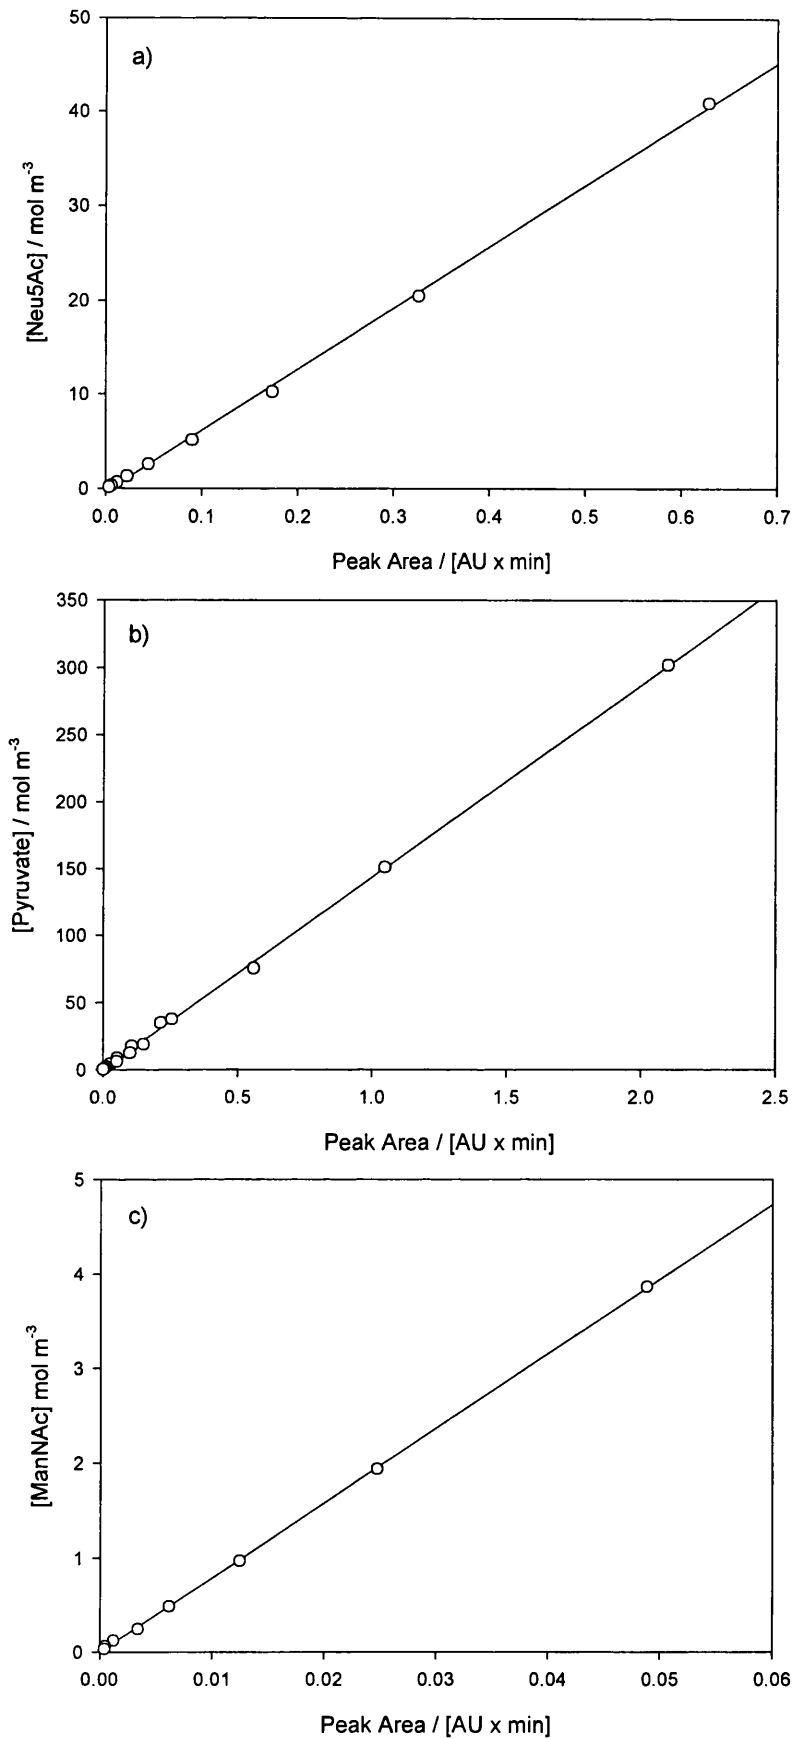 50
a)
40
30
20
10
0
[Neu5Ac] / mol m⁻³
0.0 0.1 0.2 0.3 0.4 0.5 0.6 0.7
Peak Area / [AU x min]
350
b)
300
250
200
150
100
50
0
[Pyruvate] / mol m⁻³
0.0 0.5 1.0 1.5 2.0 2.5
Peak Area / [AU x min]
5
c)
4
3
2
1
0
[ManNAc] mol m⁻³
0.00 0.01 0.02 0.03 0.04 0.05 0.06
Peak Area / [AU x min]